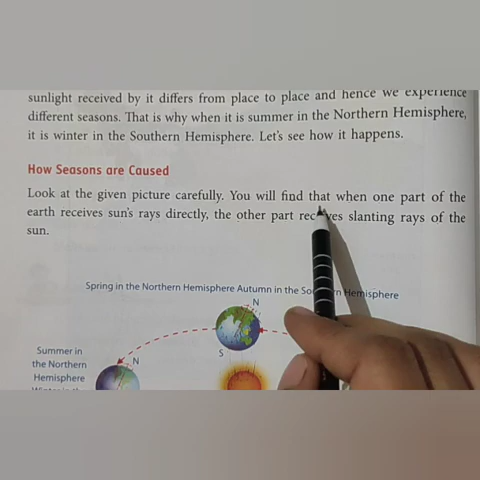 sunlight received by it differs from place to place and hence we experience
different seasons. That is why when it is summer in the Northern Hemisphere,
it is winter in the Southern Hemisphere. Let's see how it happens.
How Seasons are Caused
Look at the given picture carefully. You will find that when one part of the
earth receives sun's rays directly, the other part receives slanting rays of the
sun.
Spring in the Northern Hemisphere Autumn in the Southern Hemisphere
N
S
Summer in
the Northern
Hemisphere
N